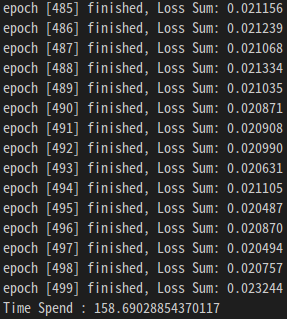 epoch [485] finished, Loss Sum: 0.021156
epoch [486] finished, Loss Sum: 0.021239
epoch [487] finished, Loss Sum: 0.021068
epoch [488] finished, Loss Sum: 0.021334
epoch [489] finished, Loss Sum: 0.021035
epoch [490] finished, Loss Sum: 0.020871
epoch [491] finished, Loss Sum: 0.020908
epoch [492] finished, Loss Sum: 0.020990
epoch [493] finished, Loss Sum: 0.020631
epoch [494] finished, Loss Sum: 0.021105
epoch [495] finished, Loss Sum: 0.020487
epoch [496] finished, Loss Sum: 0.020870
epoch [497] finished, Loss Sum: 0.020494
epoch [498] finished, Loss Sum: 0.020757
epoch [499] finished, Loss Sum: 0.023244
Time Spend : 158.69028854370117